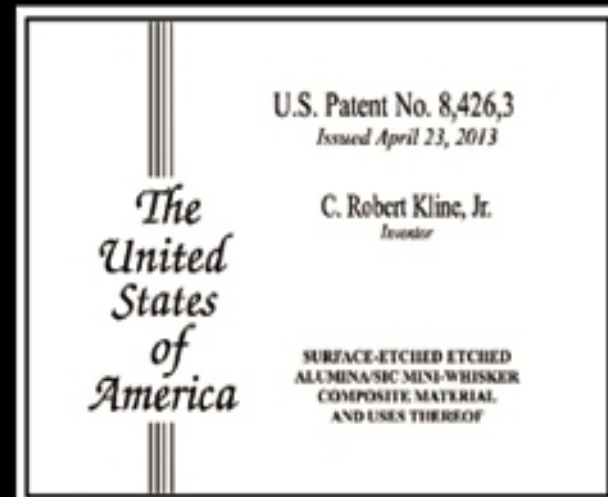 The
United
States
of
America
U.S. Patent No. 8,426,3
Issued April 23, 2013
C. Robert Kline, Jr.
Inventor
SURFACE-ETCHED ETCHED
ALUMINA/SIC MINI-WHISKER
COMPOSITE MATERIAL
AND USES THEREOF